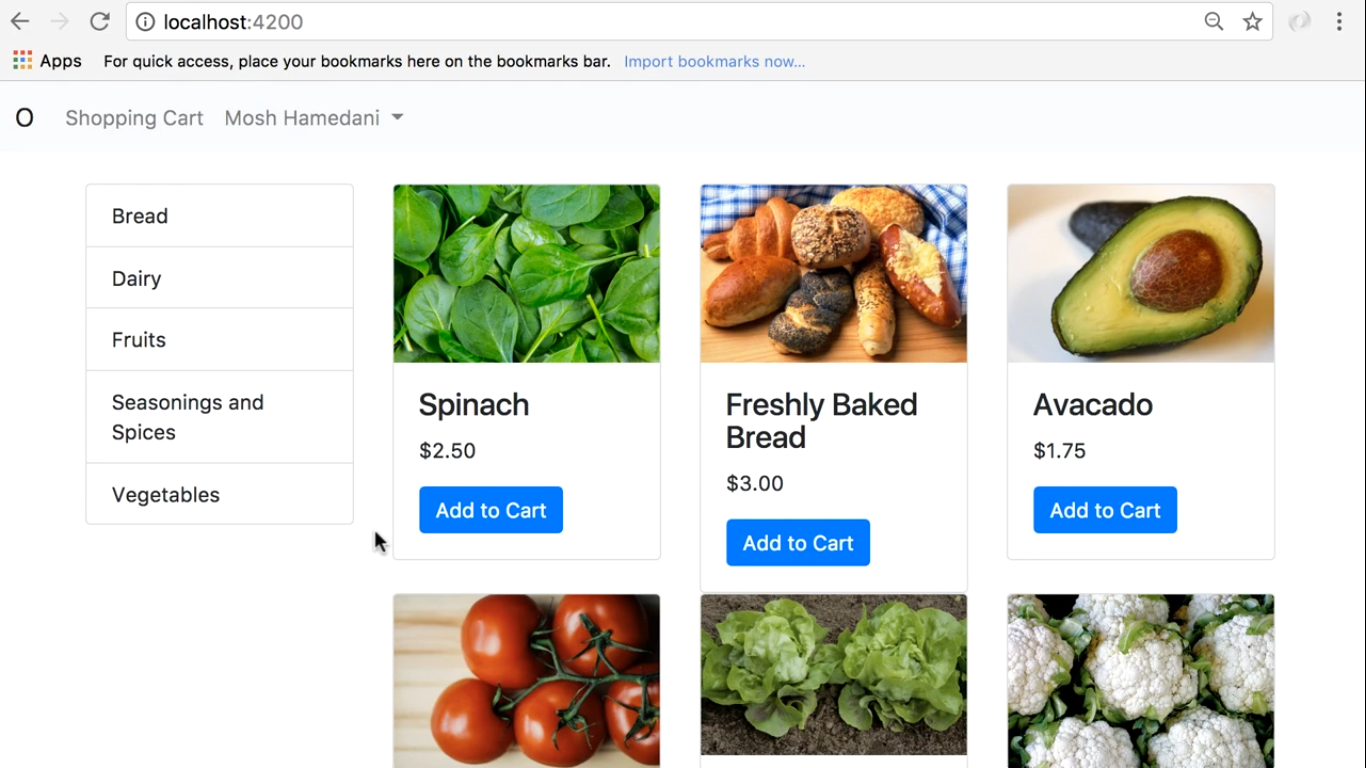 localhost:4200
Apps For quick access, place your bookmarks here on the bookmarks bar. Import bookmarks now...
O Shopping Cart Mosh Hamedani
Bread
Dairy
Fruits
Seasonings and
Spices
Vegetables
Spinach
$2.50
Add to Cart
Freshly Baked
Bread
$3.00
Add to Cart
Avacado
$1.75
Add to Cart